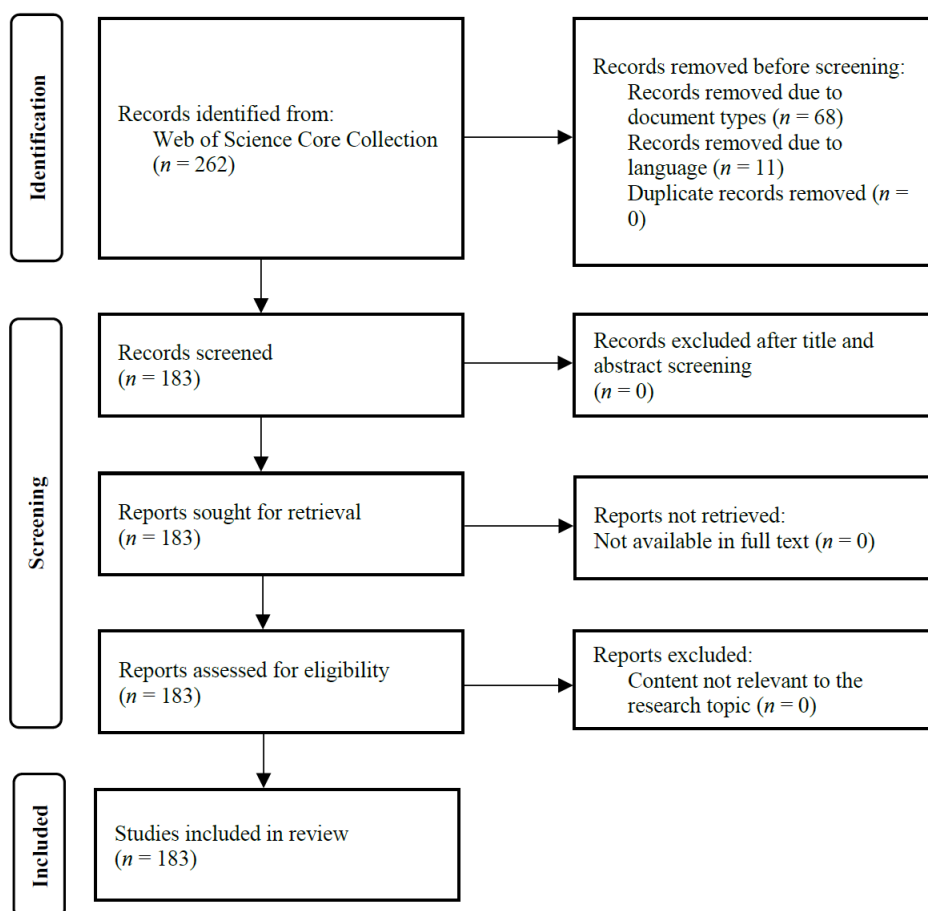 Identification
Records identified from:
Web of Science Core Collection
(n = 262)
Records removed before screening:
Records removed due to
document types (n = 68)
Records removed due to
language (n = 11)
Duplicate records removed (n =
0)
Screening
Records screened
(n = 183)
Records excluded after title and
abstract screening
(n = 0)
Reports sought for retrieval
(n = 183)
Reports not retrieved:
Not available in full text (n = 0)
Reports assessed for eligibility
(n = 183)
Reports excluded:
Content not relevant to the
research topic (n = 0)
Included
Studies included in review
(n = 183)